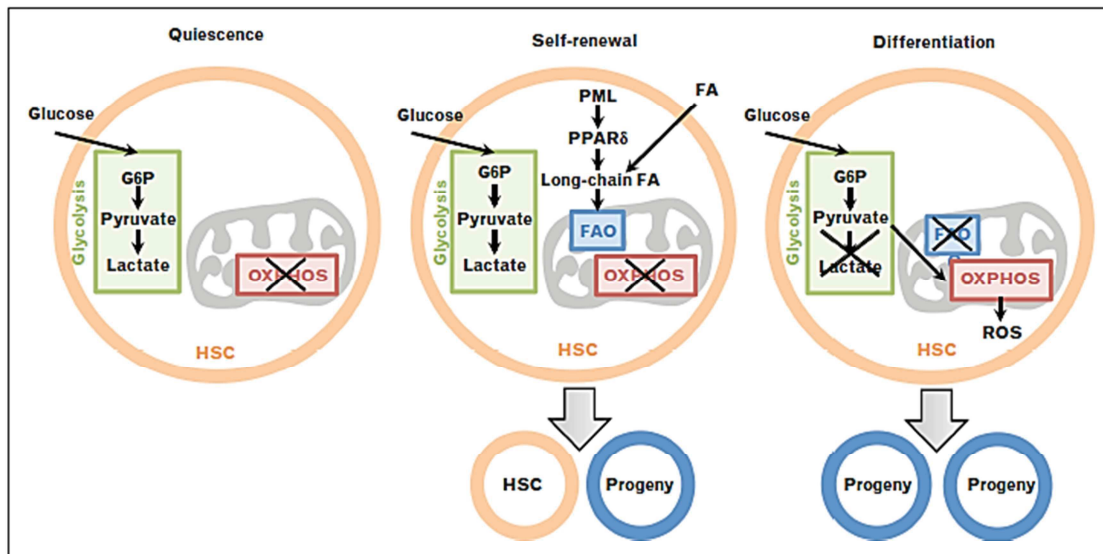 Quiescence
Glucose
Glycolysis
G6P
Pyruvate
Lactate
OXPHOS
HSC
Self-renewal
Glucose
FA
PML
PPARδ
Long-chain FA
Glycolysis
G6P
Pyruvate
Lactate
FAO
OXPHOS
HSC
HSC
Progeny
Differentiation
Glucose
Glycolysis
G6P
Pyruvate
Lactate
FAO
OXPHOS
ROS
HSC
Progeny
Progeny